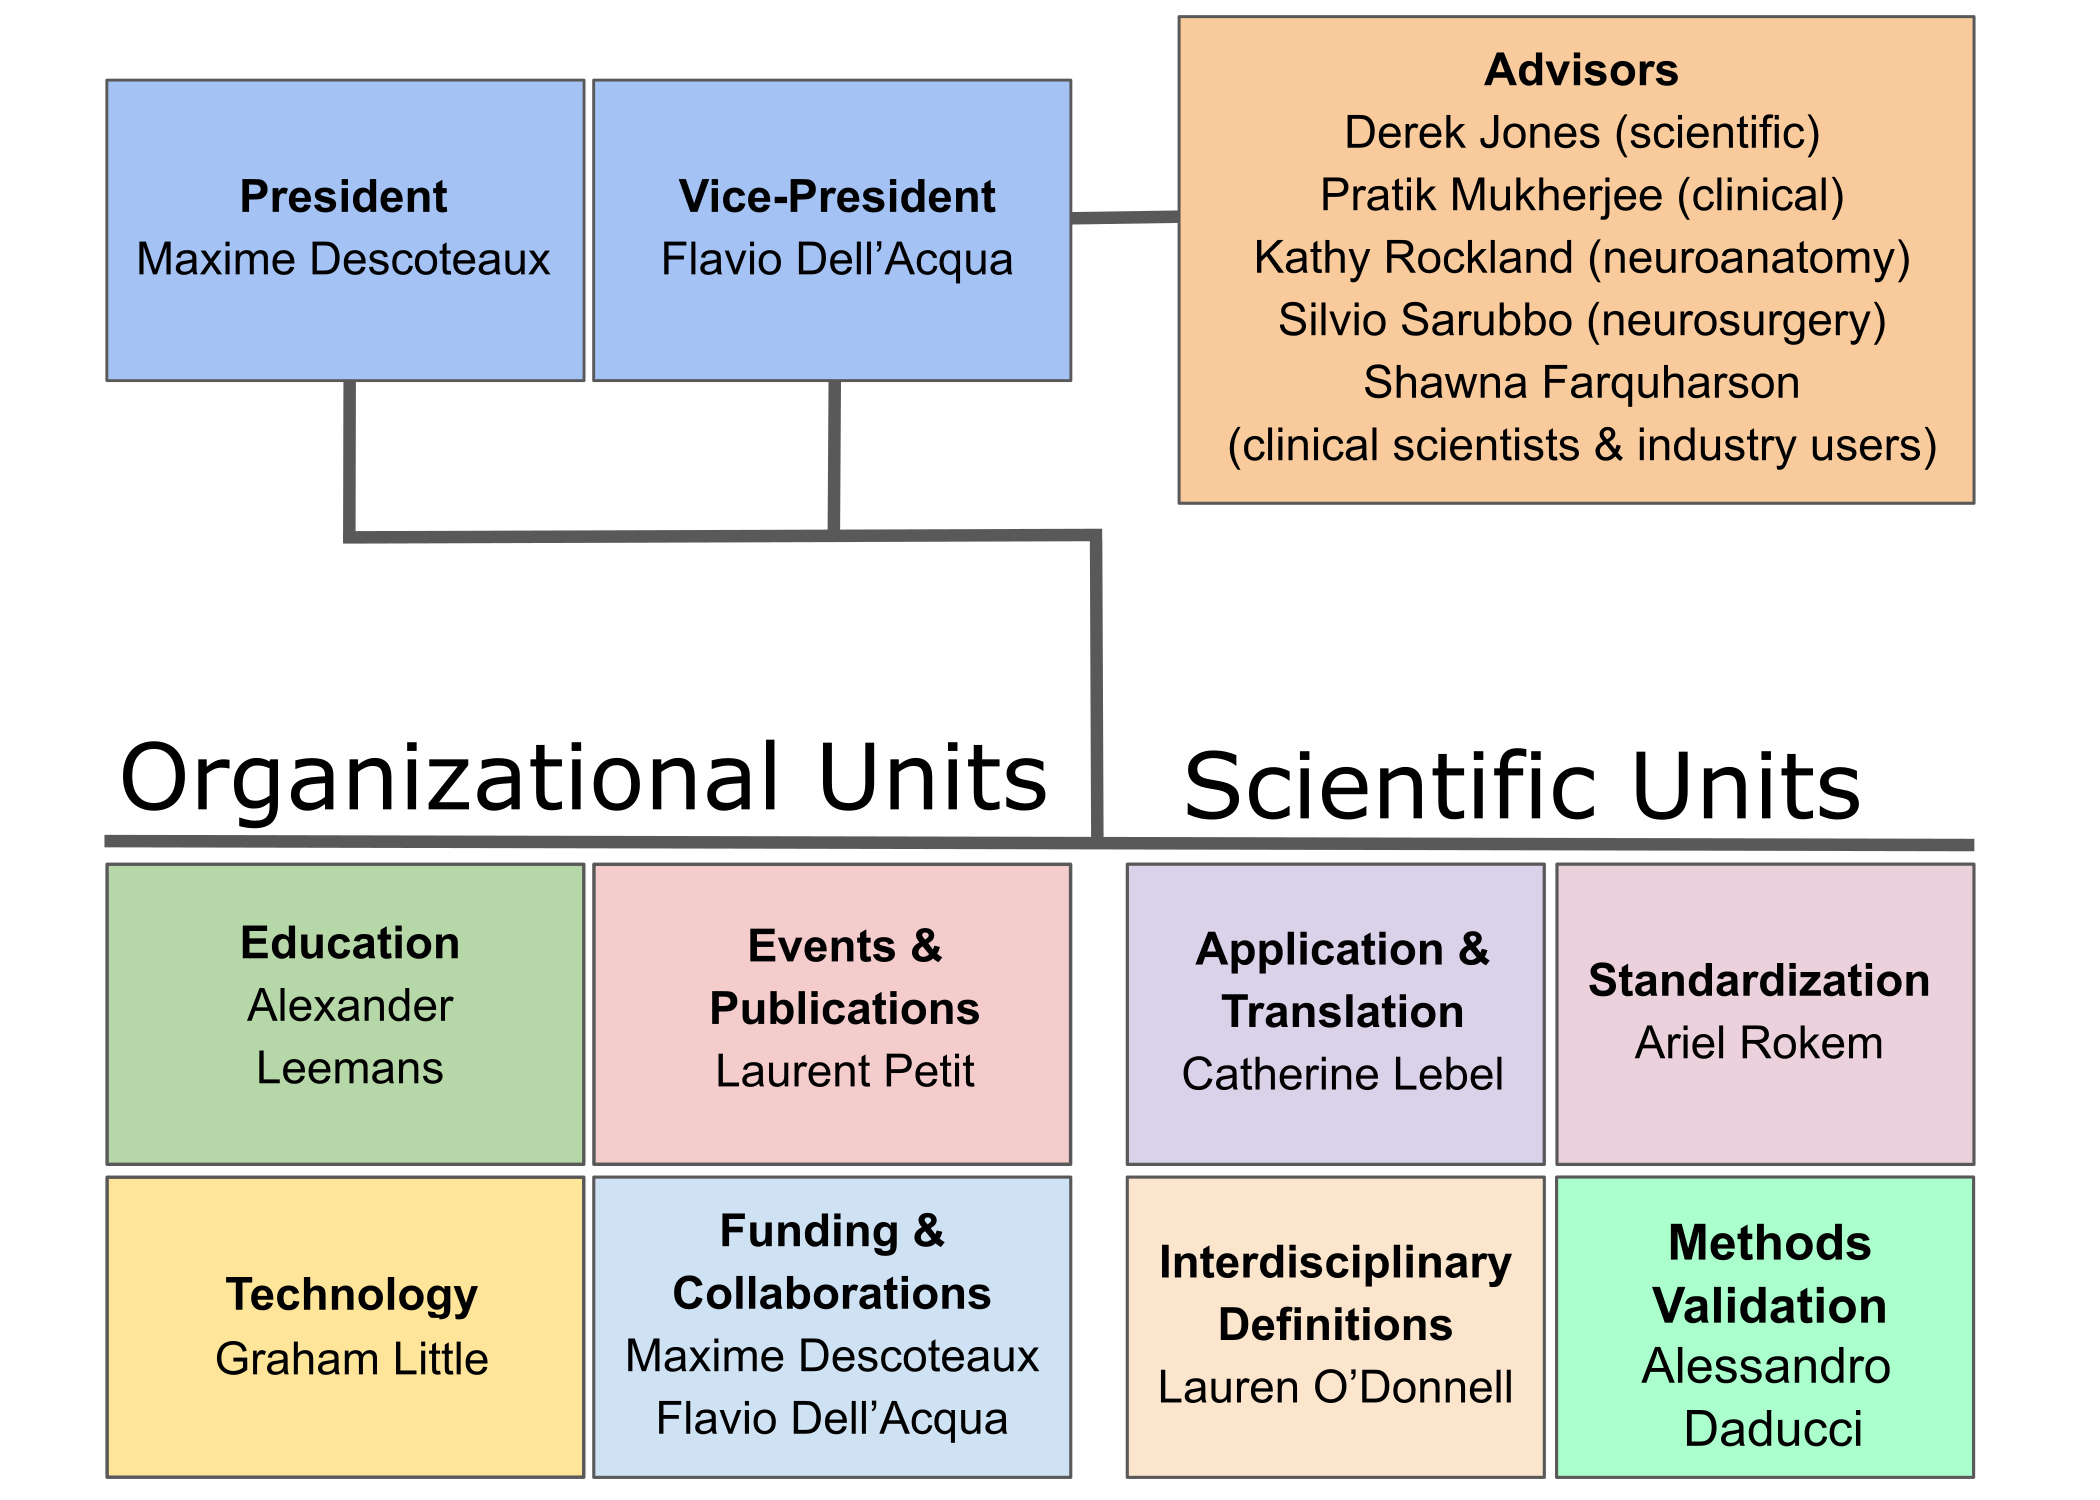 President
Maxime Descoteaux
Vice-President
Flavio Dell’Acqua
Advisors
Derek Jones (scientific)
Pratik Mukherjee (clinical)
Kathy Rockland (neuroanatomy)
Silvio Sarubbo (neurosurgery)
Shawna Farquharson
(clinical scientists & industry users)
Organizational Units
Scientific Units
Education
Alexander
Leemans
Events &
Publications
Laurent Petit
Application &
Translation
Catherine Lebel
Standardization
Ariel Rokem
Technology
Graham Little
Funding &
Collaborations
Maxime Descoteaux
Flavio Dell’Acqua
Interdisciplinary
Definitions
Lauren O’Donnell
Methods
Validation
Alessandro
Daducci